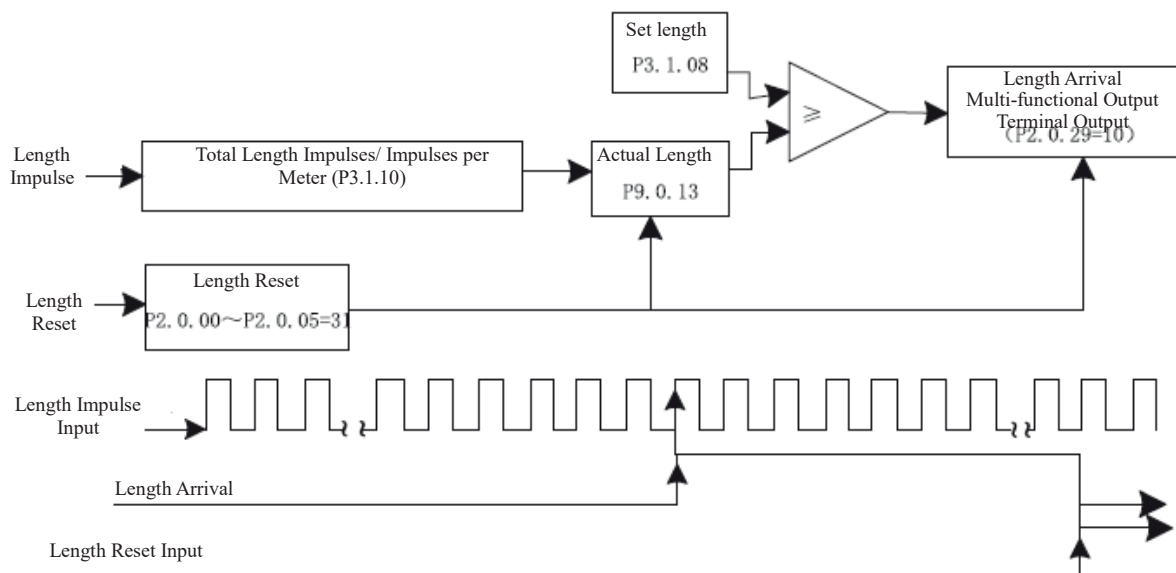 Set length
P3.1.08
Length Arrival
Multi-functional Output
Terminal Output
(P2.0.29=10)
≥
Length
Impulse
Total Length Impulses/ Impulses per
Meter (P3.1.10)
Actual Length
P9.0.13
Length
Reset
Length Reset
P2.0.00～P2.0.05=31
Length Impulse
Input
Length Arrival
Length Reset Input